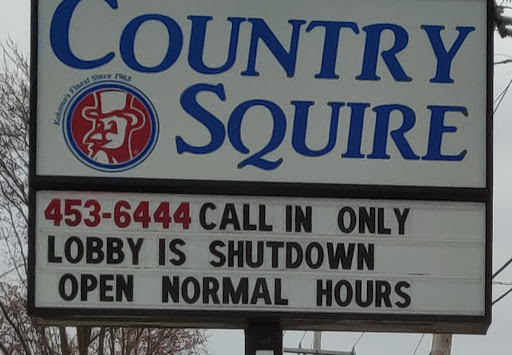 COUNTRY
SQUIRE
Kokomo's Finest Since 1965
453-6444 CALL IN ONLY
LOBBY IS SHUTDOWN
OPEN NORMAL HOURS